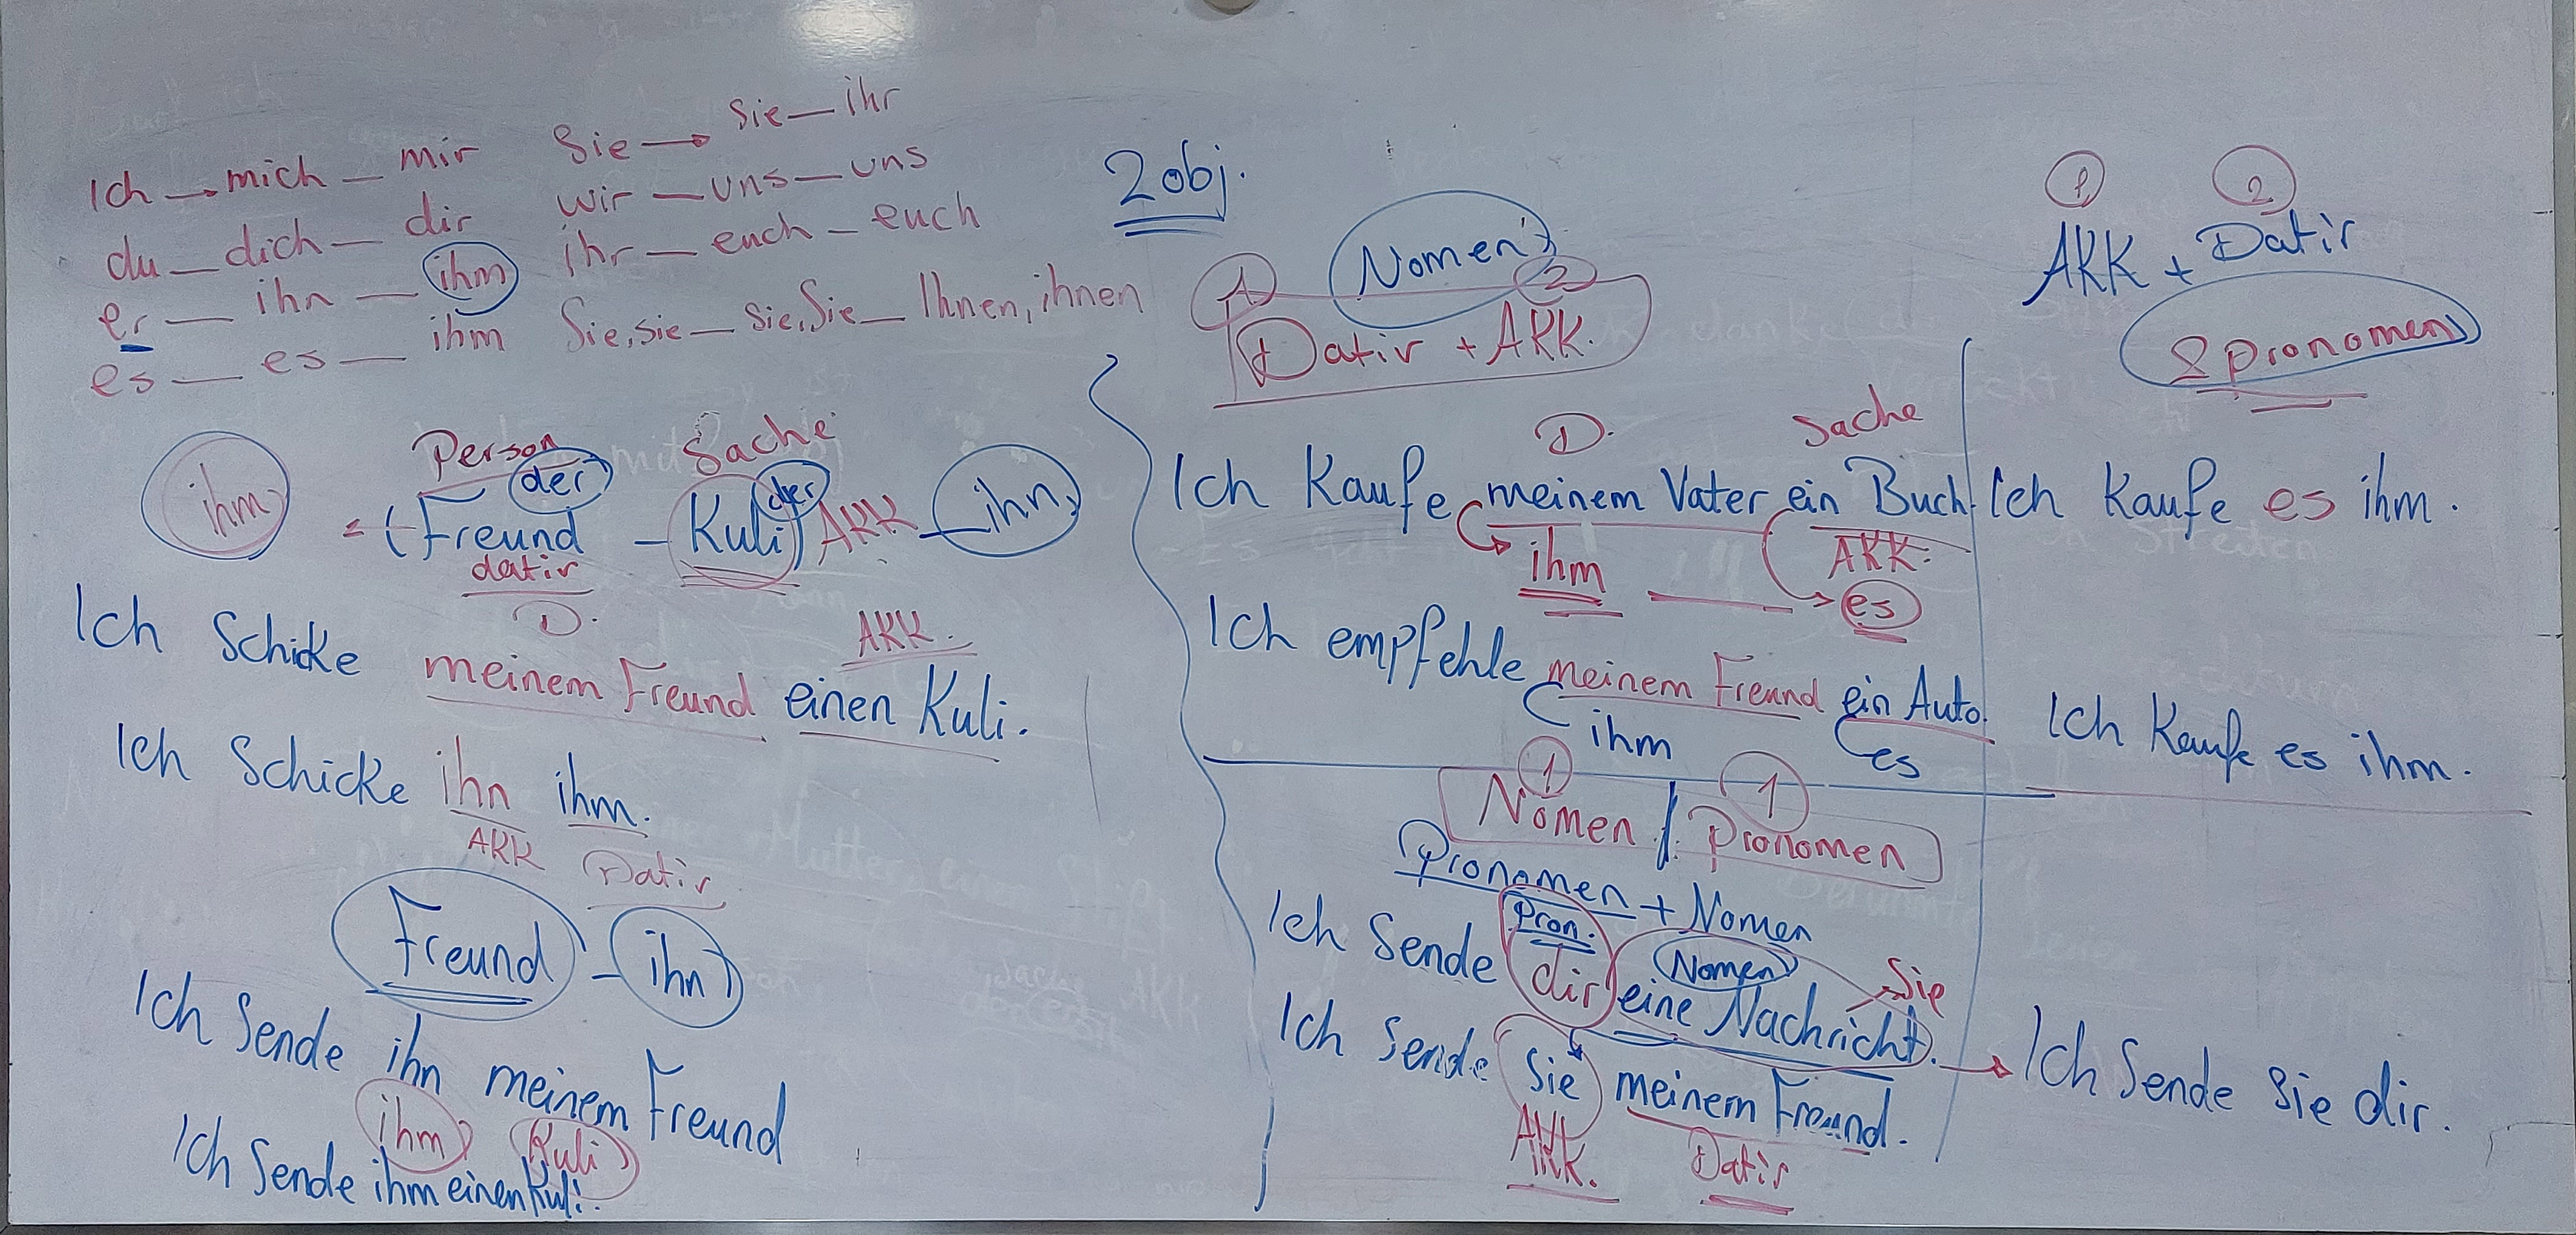 Ich → mich — mir
du — dich — dir
er — ihn — ihm
es — es — ihm
Sie → Sie — ihr
wir — uns — uns
ihr — euch — euch
Sie, sie — sie, Sie — Ihnen, ihnen
Person Sache
der der
ihm = (Freund — Kuli) AKK — ihn
dativ
D. AKK.
Ich Schicke meinem Freund einen Kuli.
Ich Schicke ihn ihm.
AKK Dativ
Freund — ihn
Ich Sende ihn meinem Freund
ihm Kuli
Ich Sende ihm einen Kuli.
2 obj.
Nomen
1 2
Dativ + AKK.
D. Sache
Ich Kaufe meinem Vater ein Buch
ihm AKK.
es
Ich empfehle meinem Freund ein Auto.
ihm es
1 1
Nomen / Pronomen
Pronomen + Nomen
Pron. Nomen
Ich Sende dir eine Nachricht. Sie
Ich Sende Sie meinem Freund.
AKK. Dativ
1 2
AKK + Dativ
2 pronomen
Ich Kaufe es ihm.
Ich Kaufe es ihm.
→ Ich Sende Sie dir.